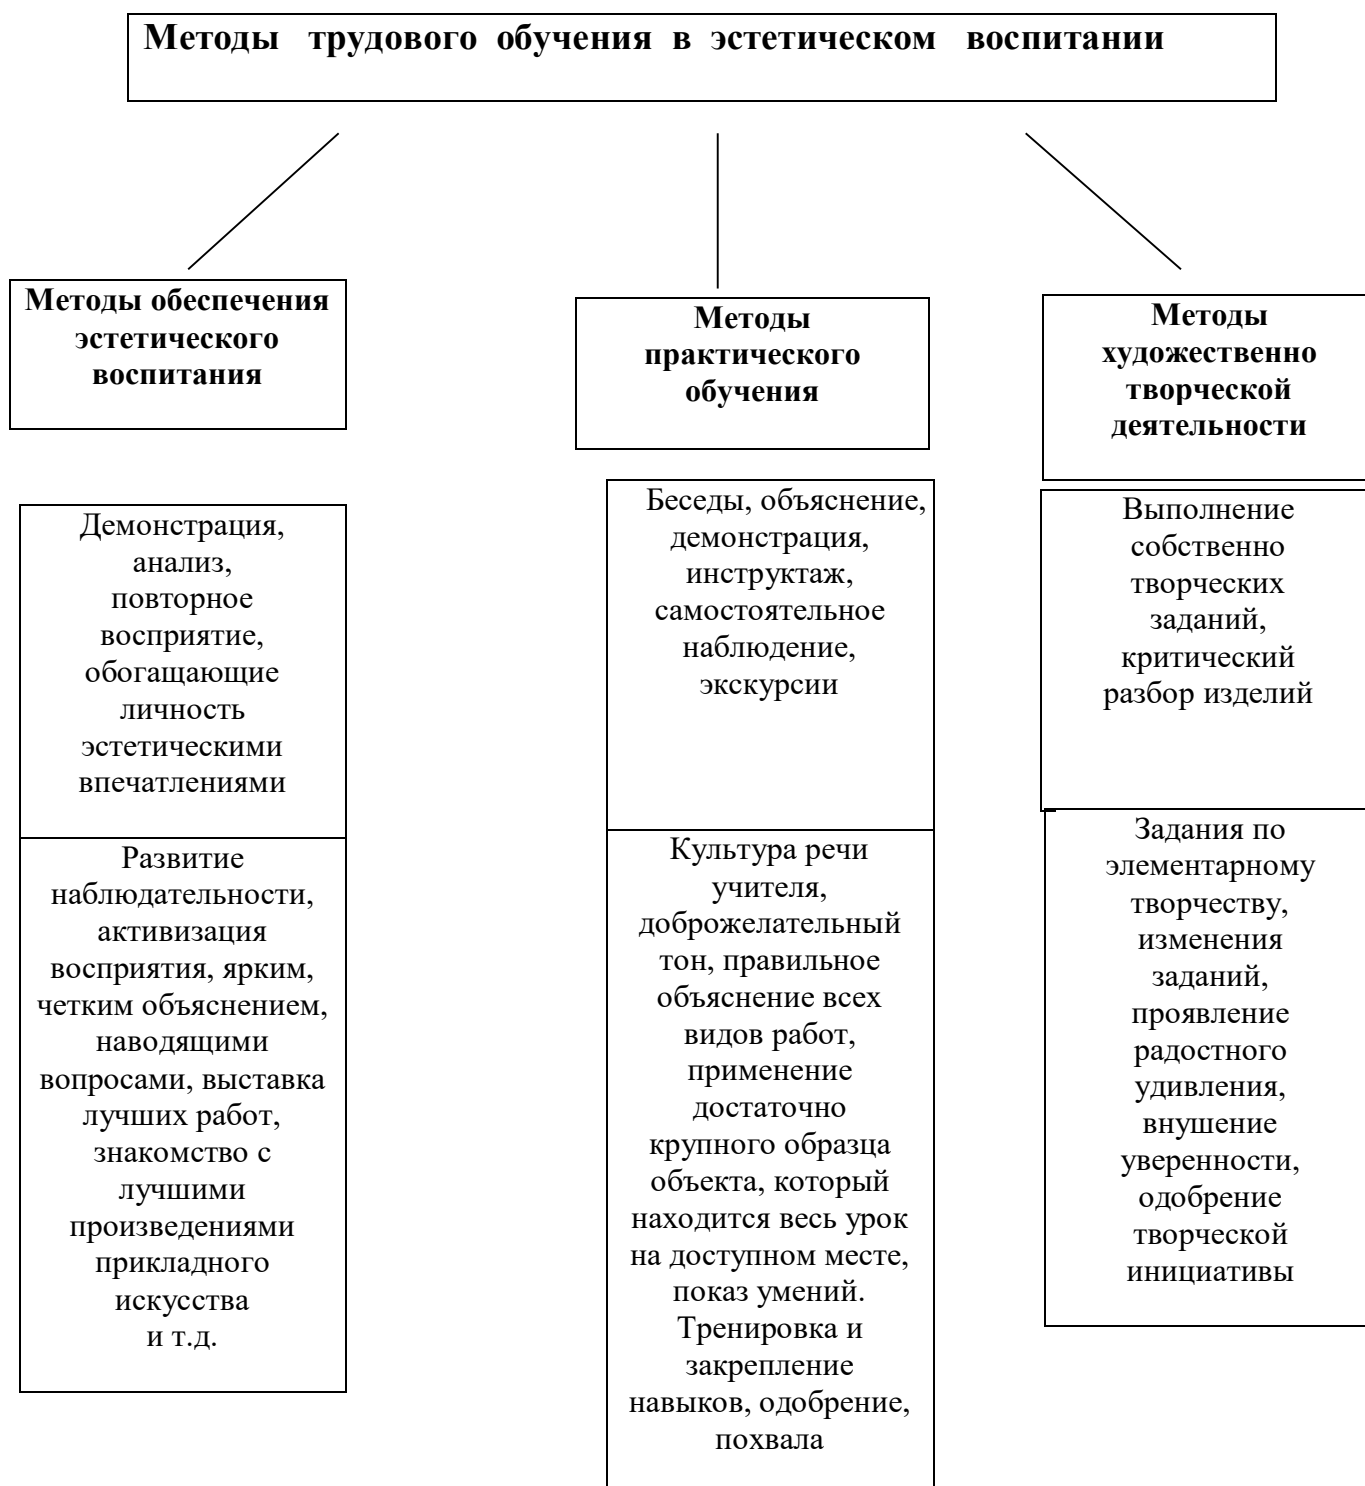 Методы трудового обучения в эстетическом воспитании
Методы обеспечения
эстетического
воспитания
Методы
практического
обучения
Методы
художественно
творческой
деятельности
Демонстрация,
анализ,
повторное
восприятие,
обогащающие
личность
эстетическими
впечатлениями
Беседы, объяснение,
демонстрация,
инструктаж,
самостоятельное
наблюдение,
экскурсии
Выполнение
собственно
творческих
заданий,
критический
разбор изделий
Развитие
наблюдательности,
активизация
восприятия, ярким,
четким объяснением,
наводящими
вопросами, выставка
лучших работ,
знакомство с
лучшими
произведениями
прикладного
искусства
и т.д.
Культура речи
учителя,
доброжелательный
тон, правильное
объяснение всех
видов работ,
применение
достаточно
крупного образца
объекта, который
находится весь урок
на доступном месте,
показ умений.
Тренировка и
закрепление
навыков, одобрение,
похвала
Задания по
элементарному
творчеству,
изменения
заданий,
проявление
радостного
удивления,
внушение
уверенности,
одобрение
творческой
инициативы